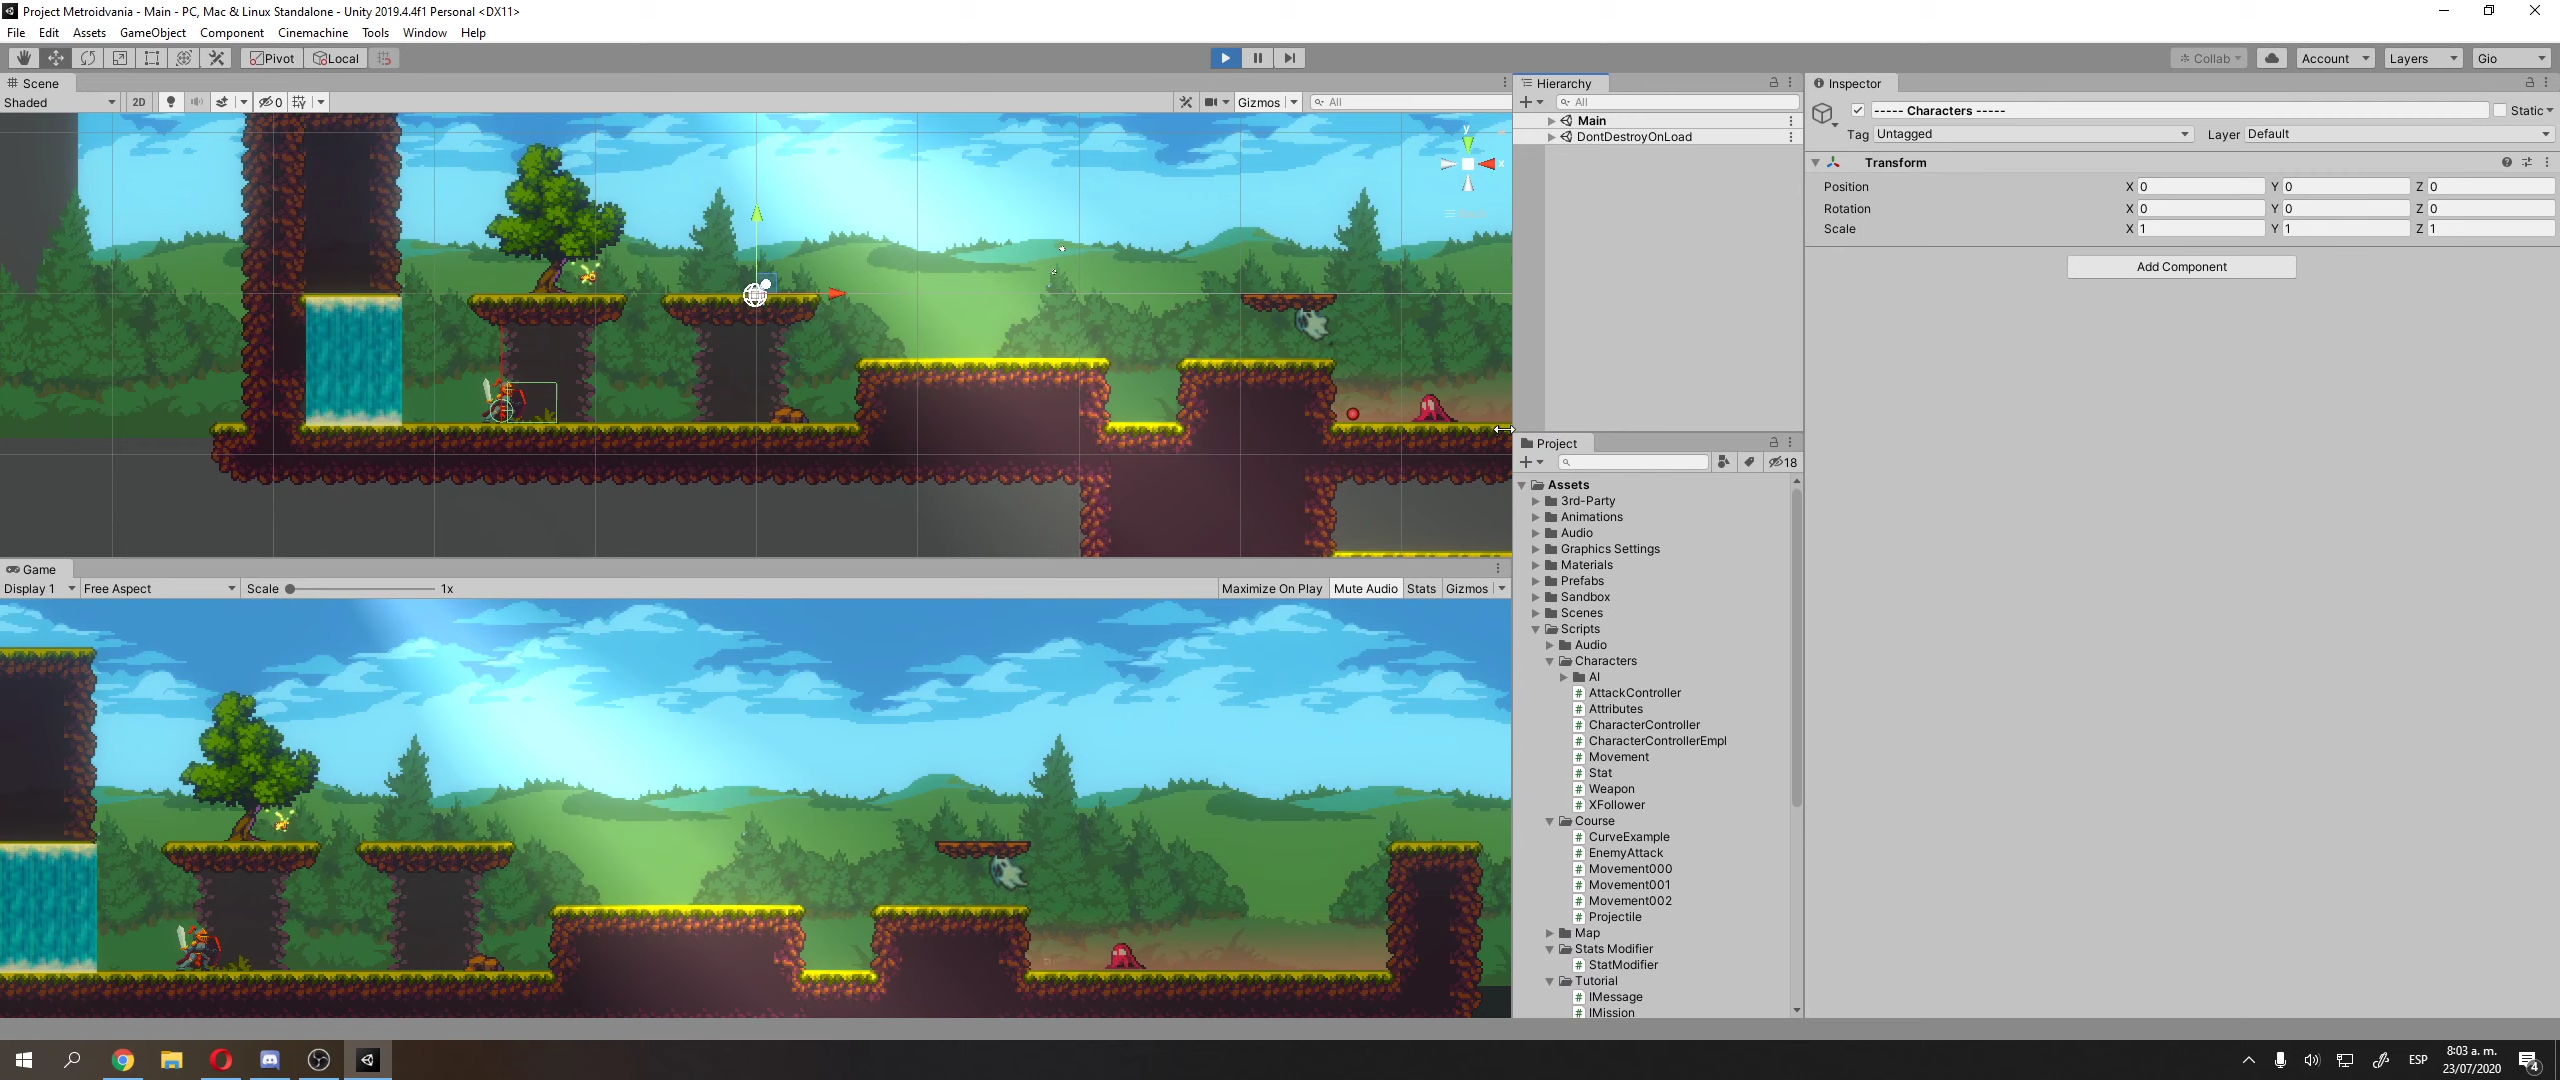 Project Metroidvania - Main - PC, Mac & Linux Standalone - Unity 2019.4.4f1 Personal <DX11>
File Edit Assets GameObject Component Cinemachine Tools Window Help
Pivot Local Collab Account Layers Gio
Scene
Shaded 2D 0 Gizmos All
y
x
Game
Display 1 Free Aspect Scale 1x Maximize On Play Mute Audio Stats Gizmos
Hierarchy
All
Main
DontDestroyOnLoad
Project
18
Assets
3rd-Party
Animations
Audio
Graphics Settings
Materials
Prefabs
Sandbox
Scenes
Scripts
Audio
Characters
AI
AttackController
Attributes
CharacterController
CharacterControllerEmpl
Movement
Stat
Weapon
XFollower
Course
CurveExample
EnemyAttack
Movement000
Movement001
Movement002
Projectile
Map
Stats Modifier
StatModifier
Tutorial
IMessage
IMission
Inspector
----- Characters ----- Static
Tag Untagged Layer Default
Transform
Position X 0 Y 0 Z 0
Rotation X 0 Y 0 Z 0
Scale X 1 Y 1 Z 1
Add Component
ESP 8:03 a. m.
23/07/2020
4